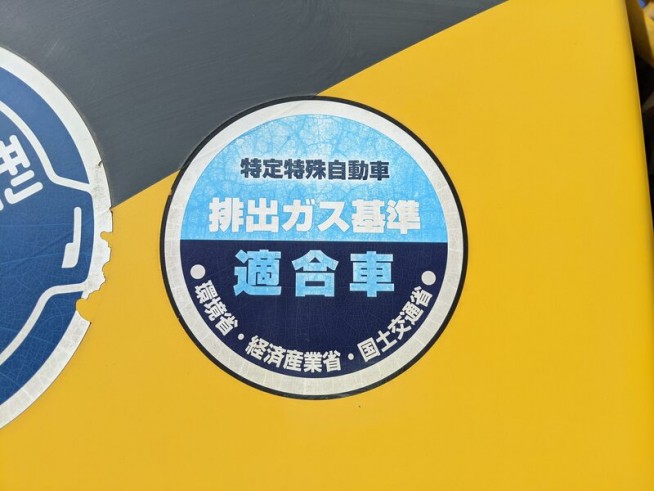 型
特定特殊自動車
排出ガス基準
適合車
●環境省・経済産業省・国土交通省●